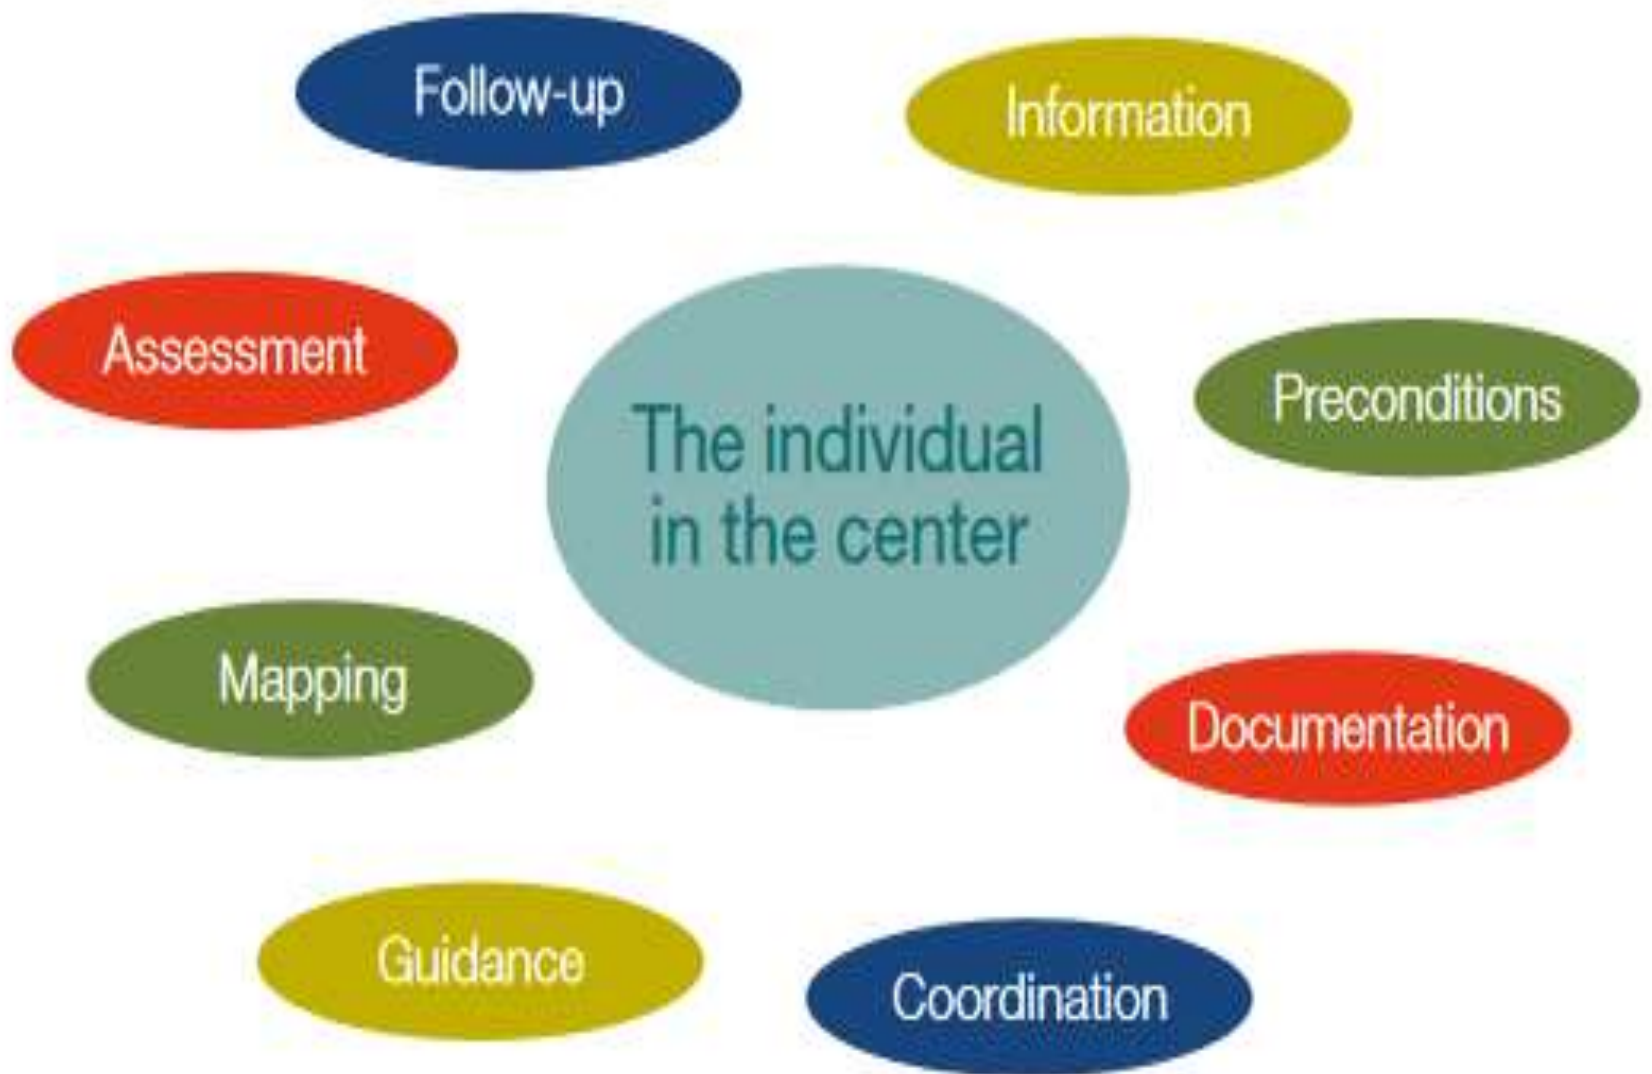 Follow-up
Information
Assessment
Preconditions
The individual
in the center
Mapping
Documentation
Guidance
Coordination